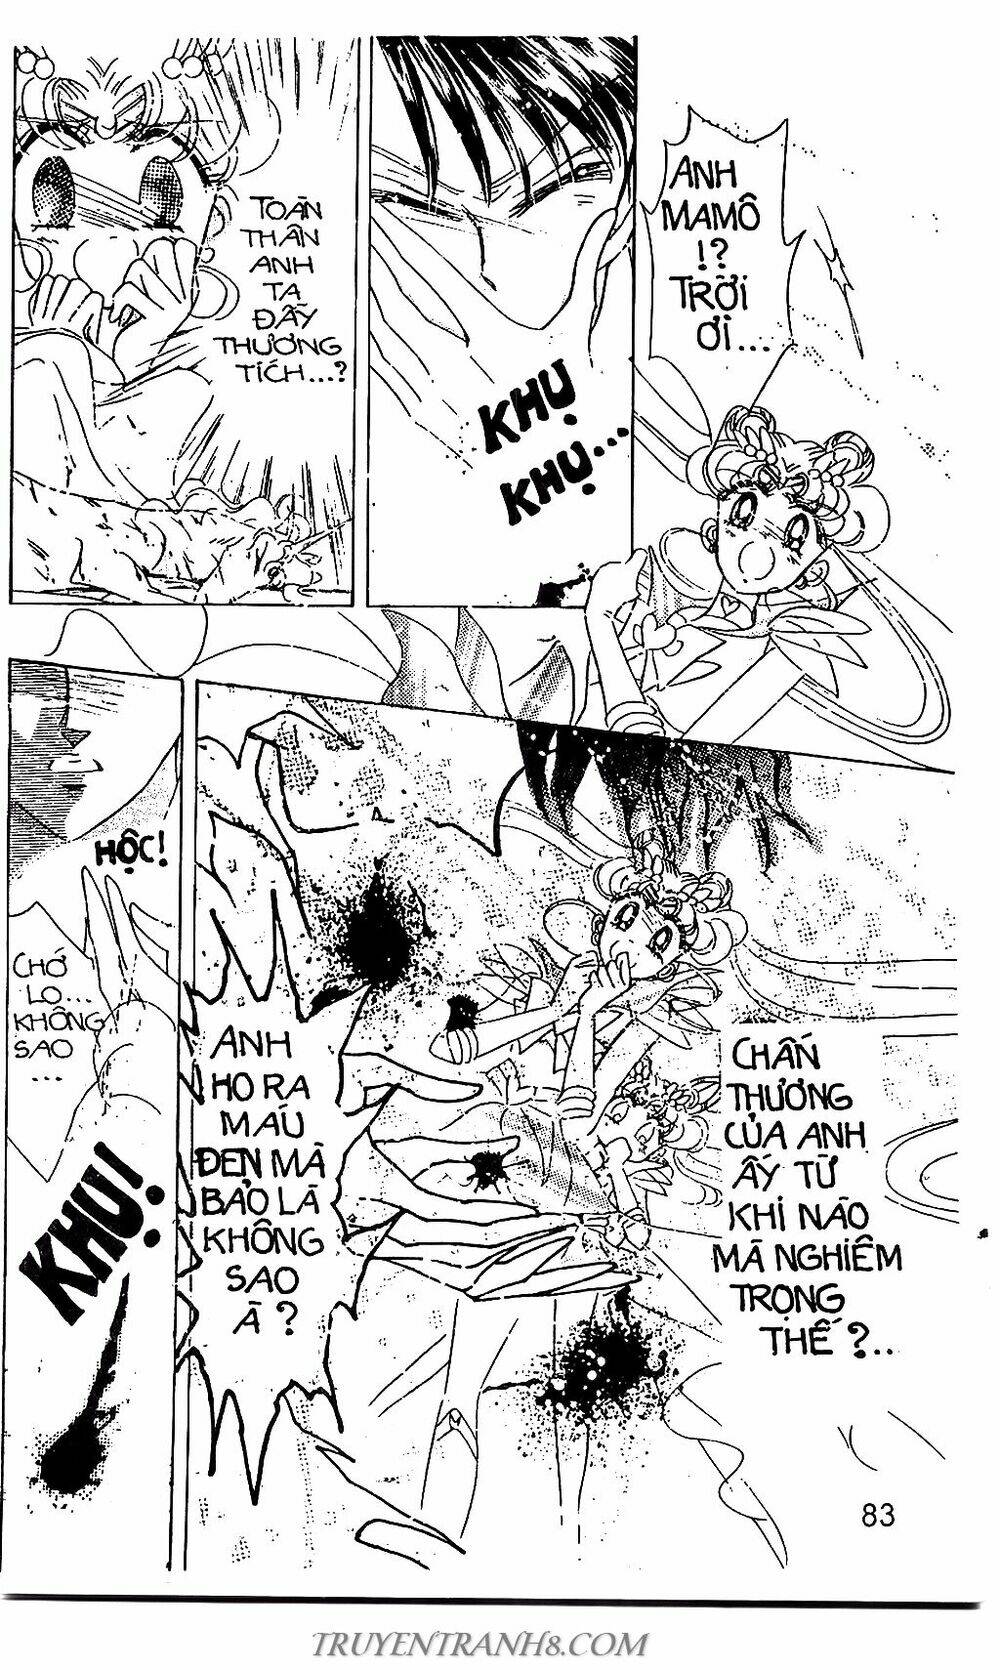 ANH
MAMÔ
!?
TRỜI
ƠI...
KHỤ
KHỤ...
TOÀN
THÂN
ANH
TA
ĐẦY
THƯƠNG
TÍCH...?
CHẤN
THƯƠNG
CỦA ANH
ẤY TỪ
KHI NÀO
MÀ NGHIÊM
TRỌNG
THẾ?..
ANH
HO RA
MÁU
ĐEN MÀ
BẢO LÀ
KHÔNG
SAO
À?
HỘC!
CHỚ
LO...
KHÔNG
SAO
...
KHỤ!
83
TRUYENTRANH8.COM